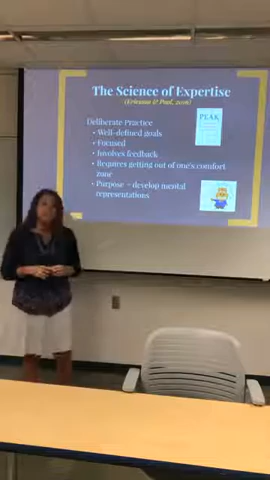 The Science of Expertise
(Ericsson & Pool, 2016)
Deliberate Practice
• Well-defined goals
• Focused
• Involves feedback
• Requires getting out of one's comfort
zone
• Purpose = develop mental
representations
PEAK